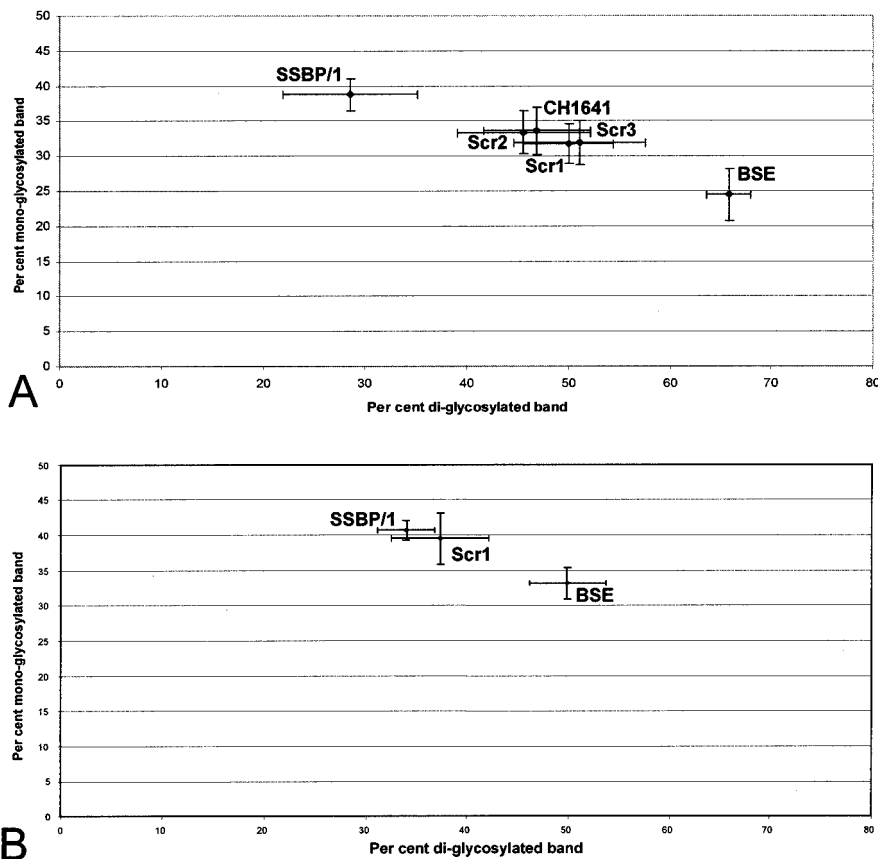 50
45
40
35
30
25
20
15
10
5
0
Per cent mono-glycosylated band
SSBP/1
CH1641
Scr2
Scr3
Scr1
BSE
0 10 20 30 40 50 60 70 80
Per cent di-glycosylated band
A
50
45
40
35
30
25
20
15
10
5
0
Per cent mono-glycosylated band
SSBP/1
Scr1
BSE
0 10 20 30 40 50 60 70 80
Per cent di-glycosylated band
B